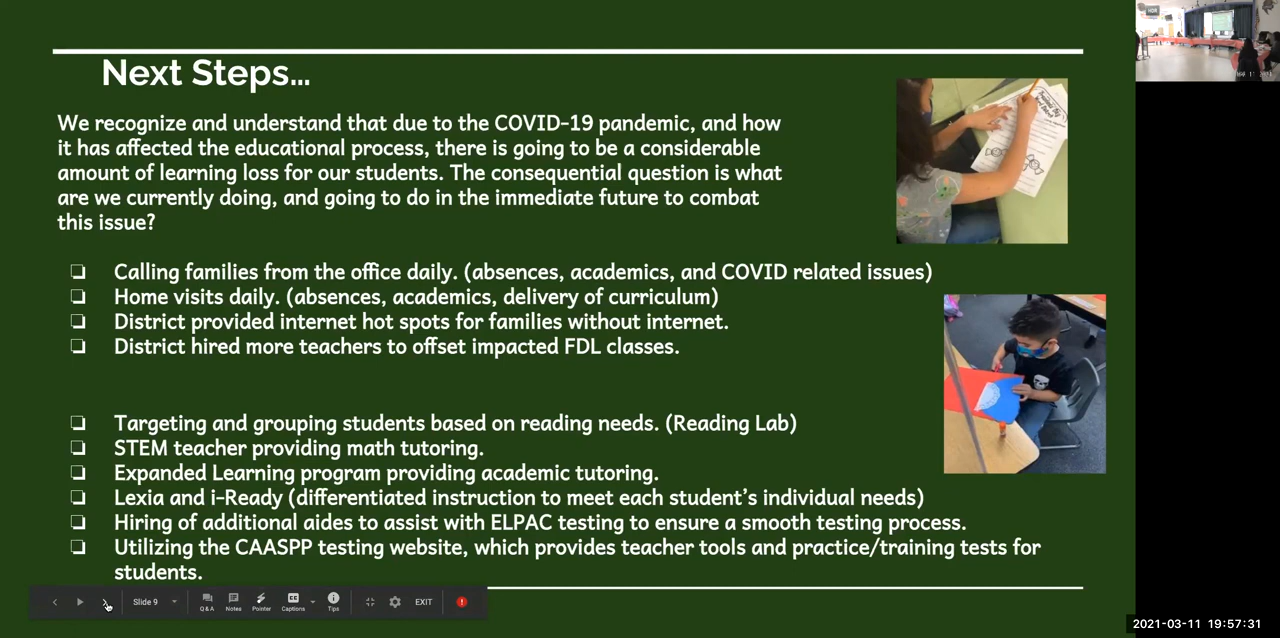 Next Steps...
We recognize and understand that due to the COVID-19 pandemic, and how
it has affected the educational process, there is going to be a considerable
amount of learning loss for our students. The consequential question is what
are we currently doing, and going to do in the immediate future to combat
this issue?
❏ Calling families from the office daily. (absences, academics, and COVID related issues)
❏ Home visits daily. (absences, academics, delivery of curriculum)
❏ District provided internet hot spots for families without internet.
❏ District hired more teachers to offset impacted FDL classes.
❏ Targeting and grouping students based on reading needs. (Reading Lab)
❏ STEM teacher providing math tutoring.
❏ Expanded Learning program providing academic tutoring.
❏ Lexia and i-Ready (differentiated instruction to meet each student's individual needs)
❏ Hiring of additional aides to assist with ELPAC testing to ensure a smooth testing process.
❏ Utilizing the CAASPP testing website, which provides teacher tools and practice/training tests for
students.
Slide 9
Q&A
Notes
Pointer
CC
Captions
Tips
EXIT
2021-03-11 19:57:31